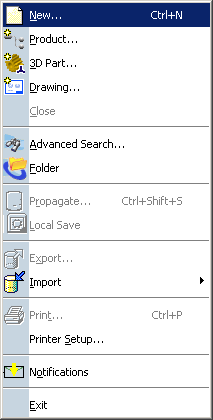 New... Ctrl+N
Product...
3D Part...
Drawing...
Close
Advanced Search...
Folder
Propagate... Ctrl+Shift+S
Local Save
Export...
Import
Print... Ctrl+P
Printer Setup...
Notifications
Exit